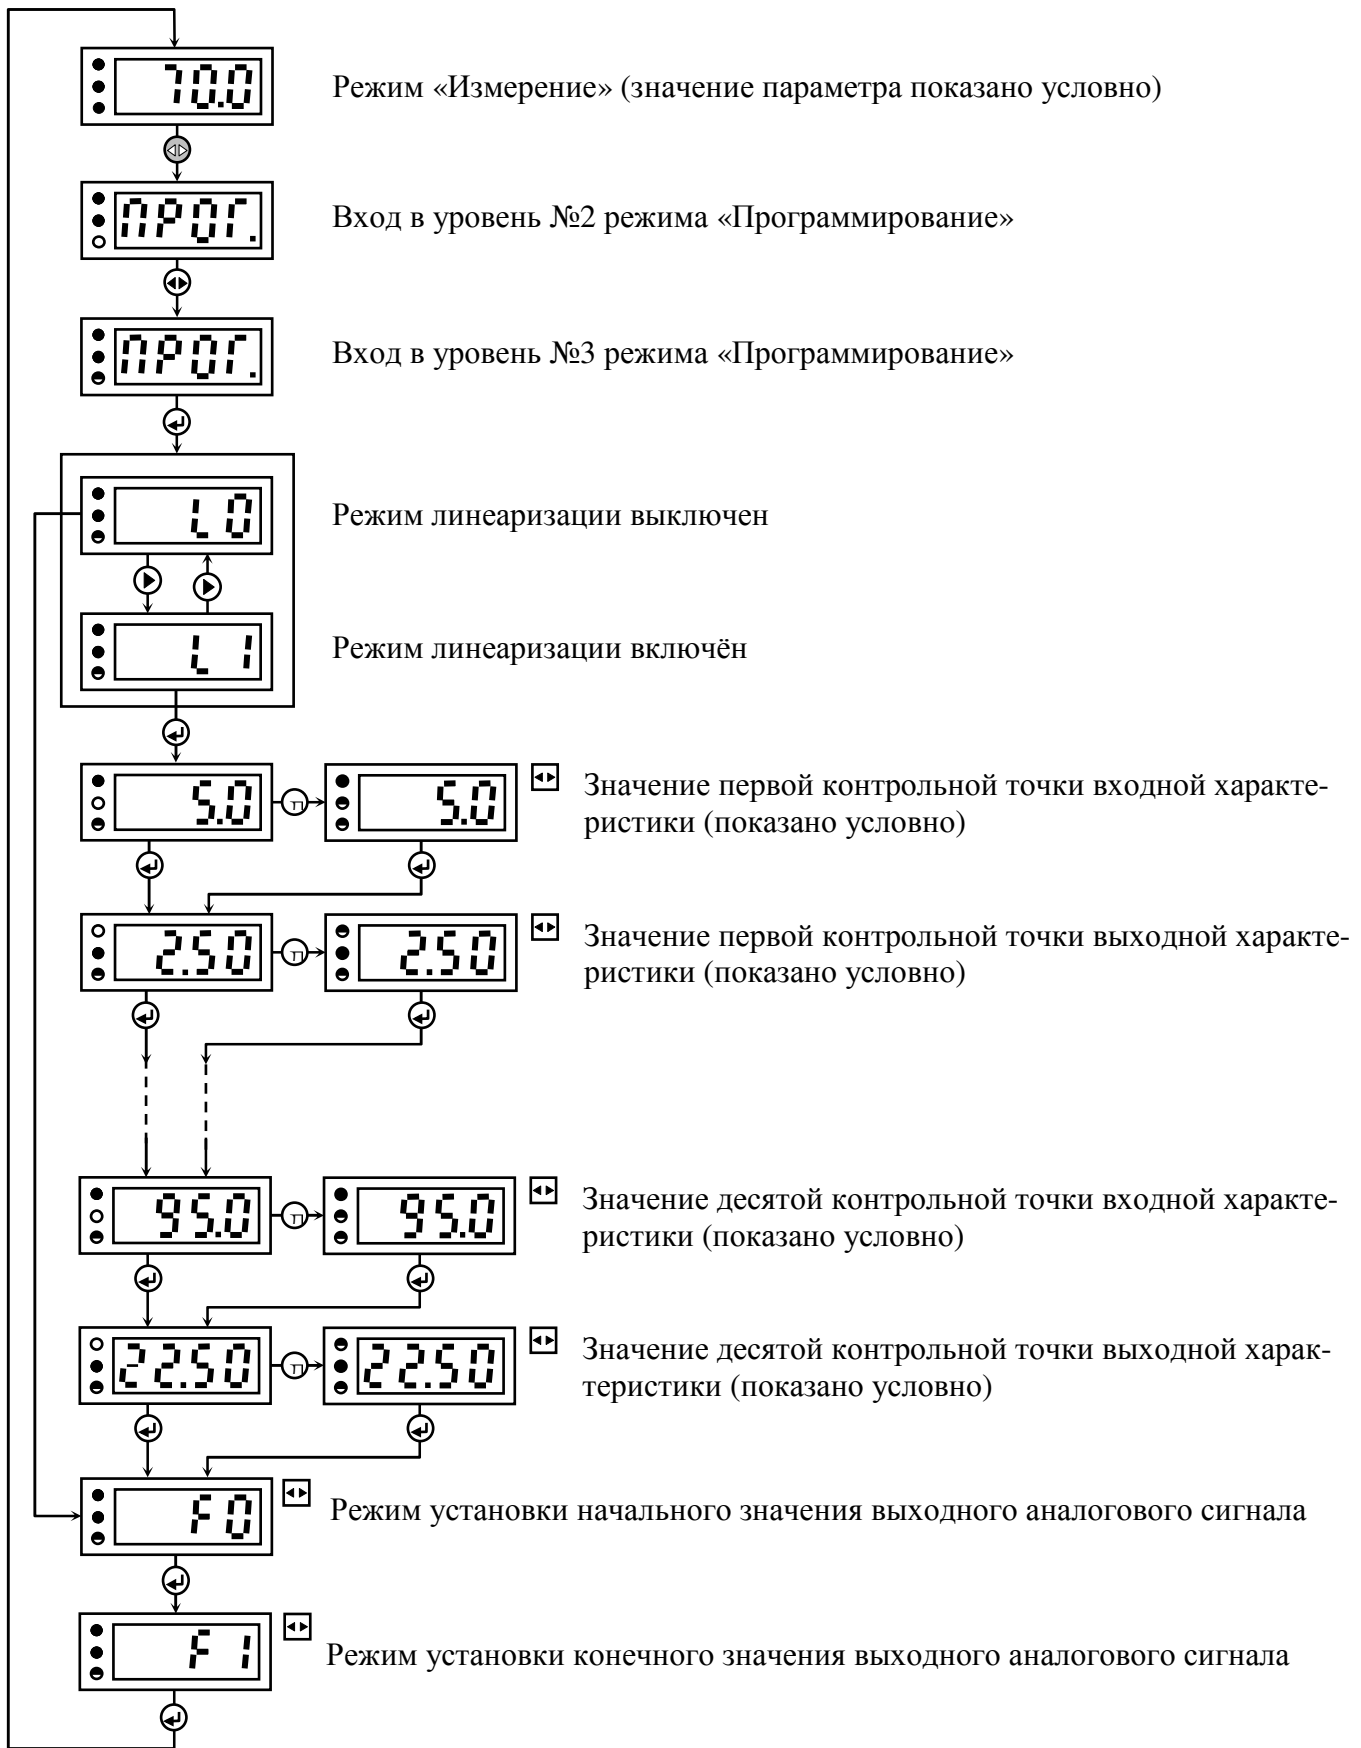 70.0
Режим «Измерение» (значение параметра показано условно)
ПРОГ.
Вход в уровень №2 режима «Программирование»
ПРОГ.
Вход в уровень №3 режима «Программирование»
L0
Режим линеаризации выключен
L1
Режим линеаризации включён
5.0
П
5.0
Значение первой контрольной точки входной характе-
ристики (показано условно)
2.50
П
2.50
Значение первой контрольной точки выходной характе-
ристики (показано условно)
95.0
П
95.0
Значение десятой контрольной точки входной характе-
ристики (показано условно)
22.50
П
22.50
Значение десятой контрольной точки выходной харак-
теристики (показано условно)
F0
Режим установки начального значения выходного аналогового сигнала
F1
Режим установки конечного значения выходного аналогового сигнала